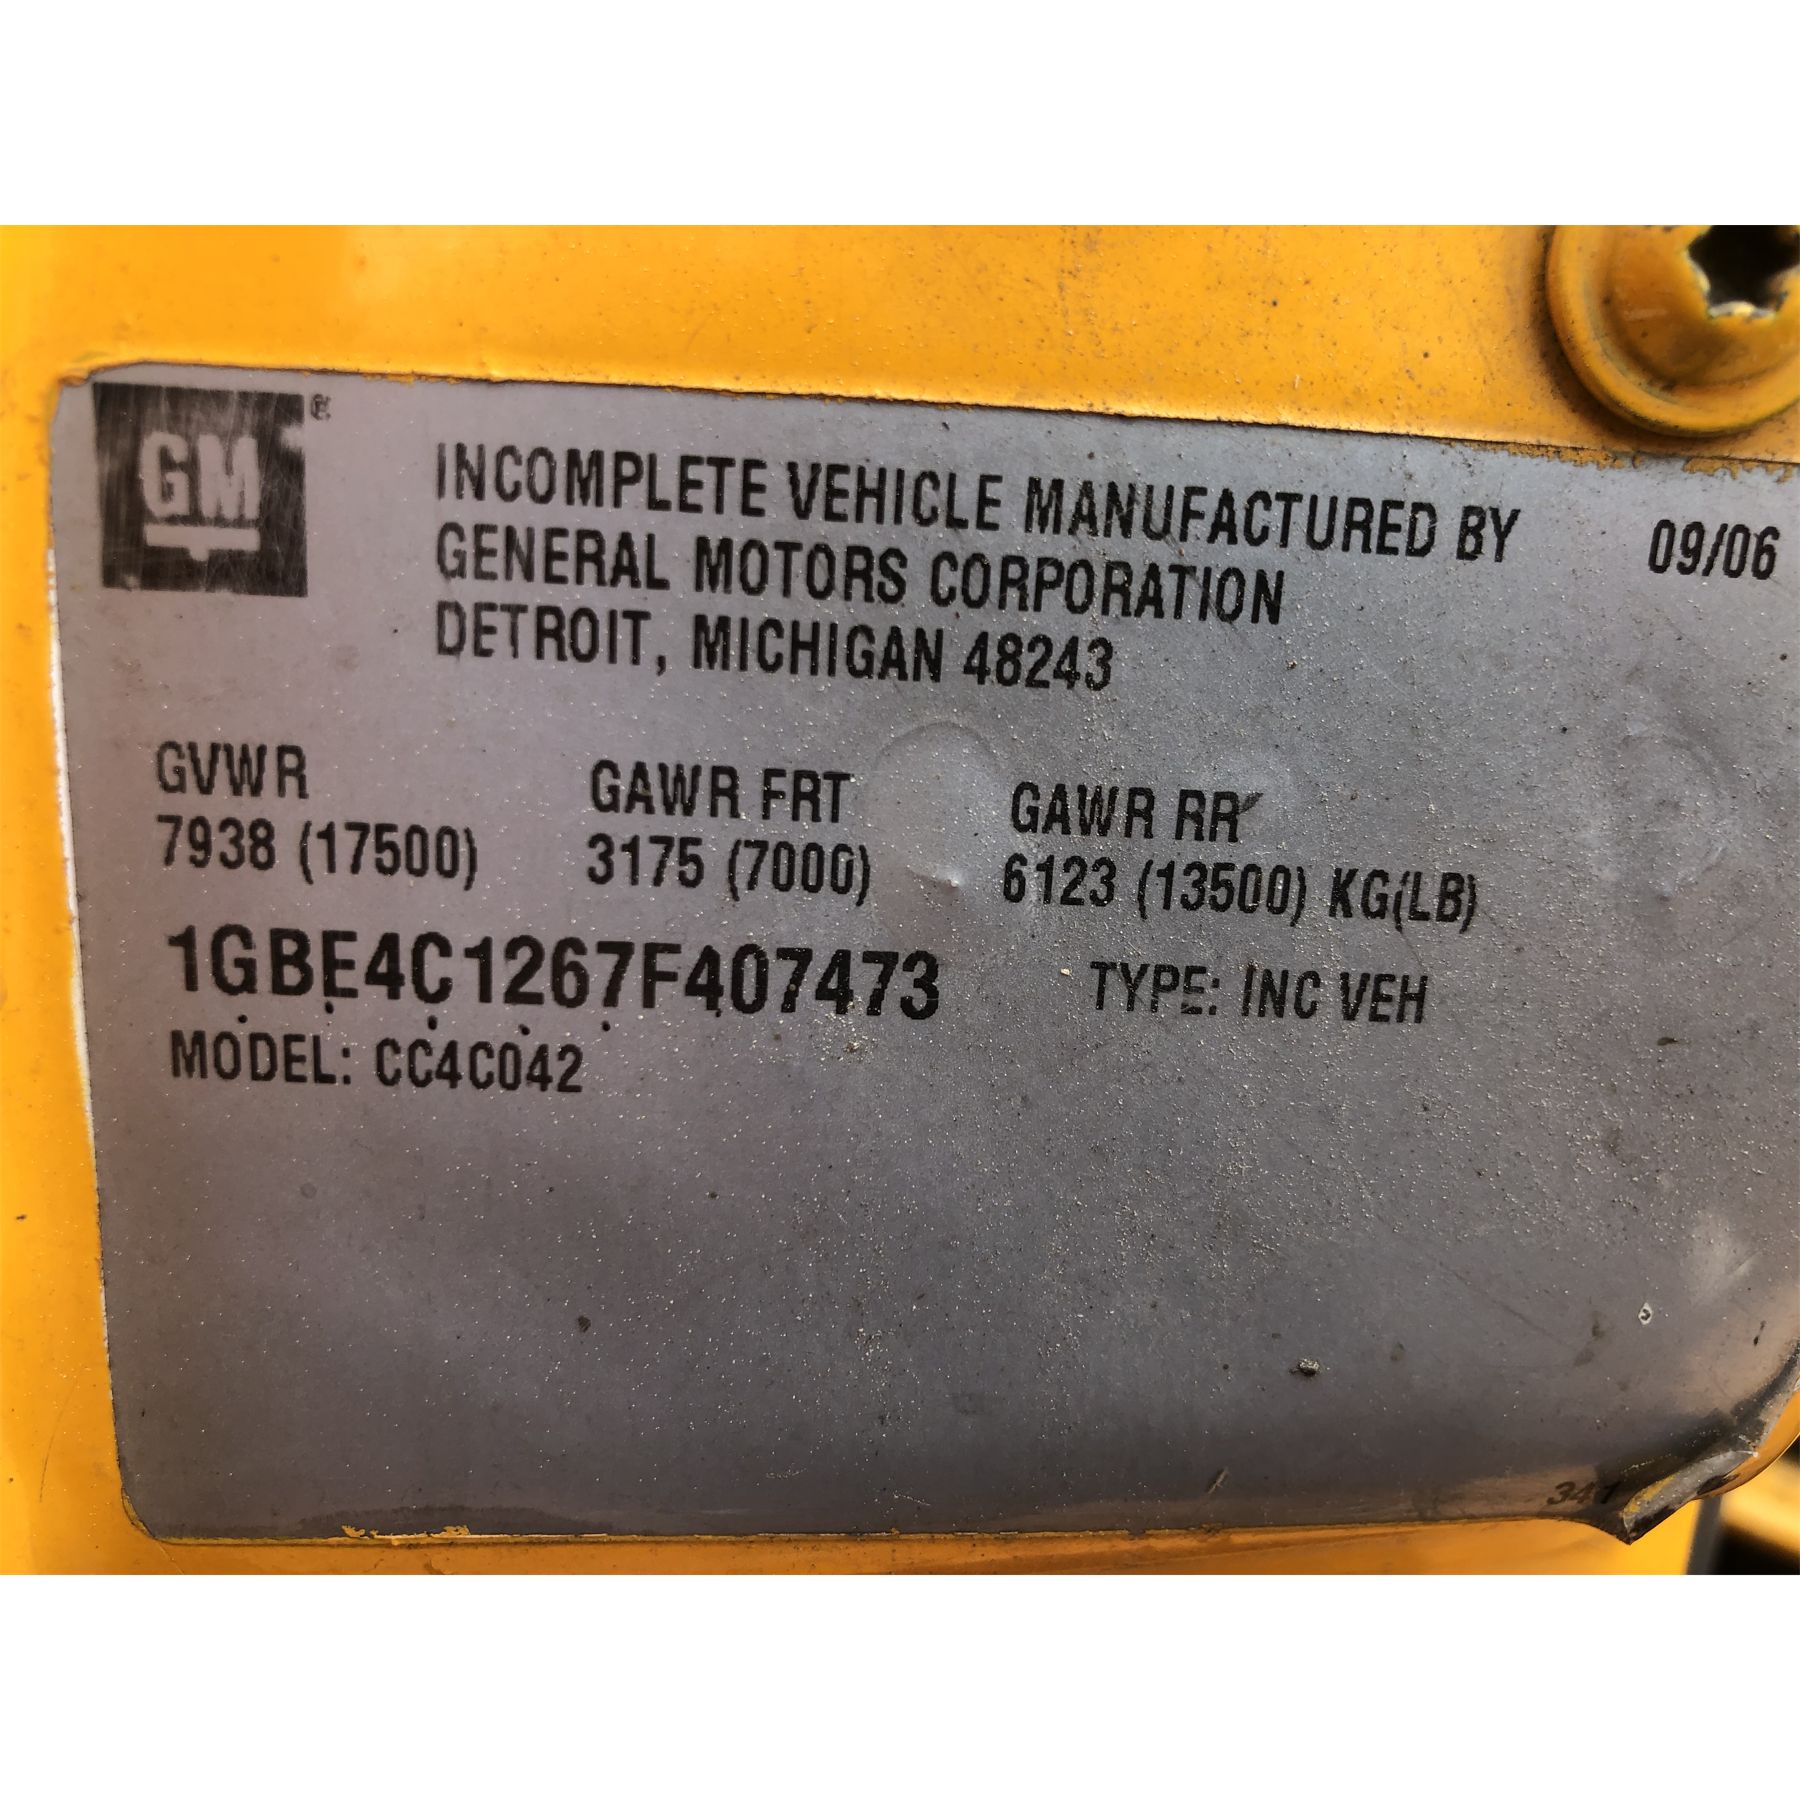 GM ®
INCOMPLETE VEHICLE MANUFACTURED BY 09/06
GENERAL MOTORS CORPORATION
DETROIT, MICHIGAN 48243
GVWR GAWR FRT GAWR RR
7938 (17500) 3175 (7000) 6123 (13500) KG(LB)
1GBE4C1267F407473 TYPE: INC VEH
MODEL: CC4C042